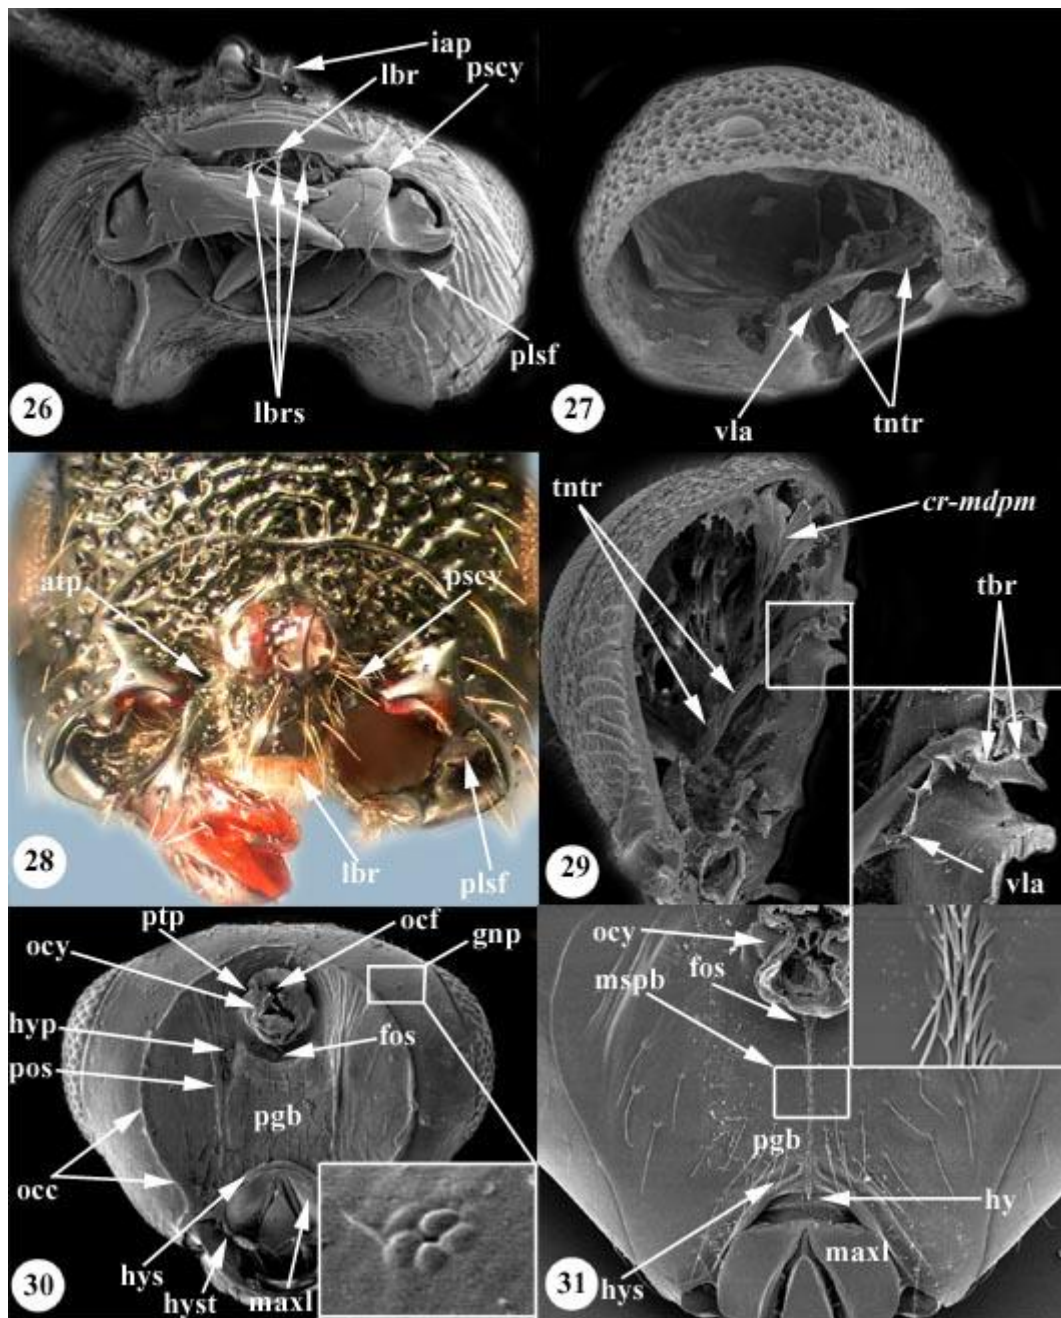 iap
lbr
pscy
plsf
lbrs
26
vla
tntr
27
atp
pscy
lbr
plsf
28
tntr
cr-mdpm
tbr
vla
29
ptp
ocf
gnp
ocy
hyp
fos
pos
pgb
occ
hys
hyst
maxl
30
ocy
fos
mspb
pgb
hy
maxl
hys
31